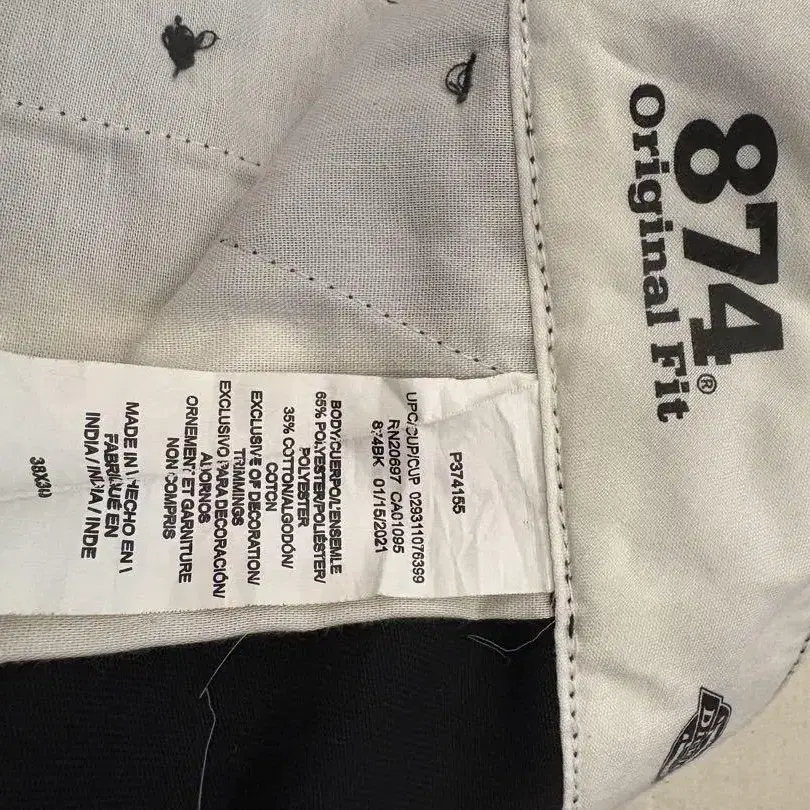 874®
Original Fit
P374155
UPC/CUP/CUP 029311076399
RN20697 CA01095
874BK 01/15/2021
BODY/CUERPO/L'ENSEMLE
65% POLYESTER/POLIÉSTER/
POLYESTER
35% COTTON/ALGODÓN/
COTON
EXCLUSIVE OF DECORATION/
TRIMMINGS
EXCLUSIVO PARA DECORACIÓN/
ADORNOS
ORNEMENT ET GARNITURE
NON COMPRIS
MADE IN \ HECHO EN \
FABRIQUÉ EN
INDIA / INDIA / INDE
38X30